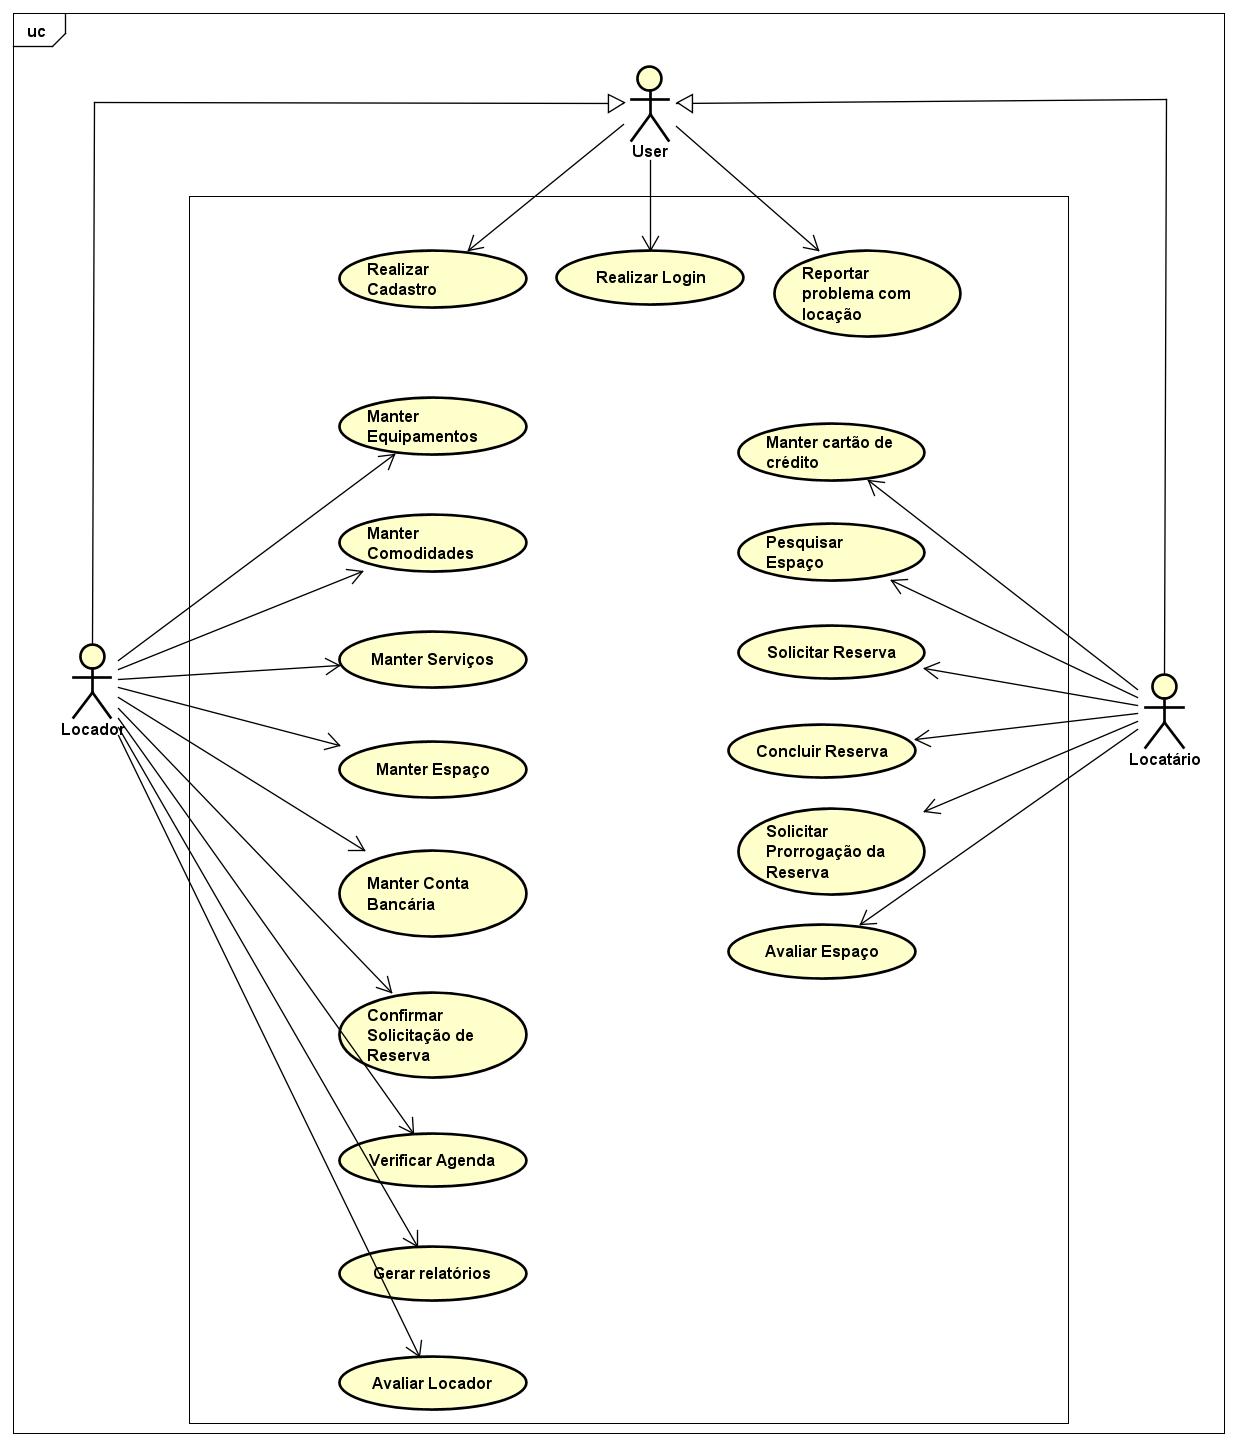 uc
User
Realizar
Cadastro
Realizar Login
Reportar
problema com
locação
Manter
Equipamentos
Manter cartão de
crédito
Manter
Comodidades
Pesquisar
Espaço
Manter Serviços
Solicitar Reserva
Locador
Locatário
Manter Espaço
Concluir Reserva
Manter Conta
Bancária
Solicitar
Prorrogação da
Reserva
Avaliar Espaço
Confirmar
Solicitação de
Reserva
Verificar Agenda
Gerar relatórios
Avaliar Locador